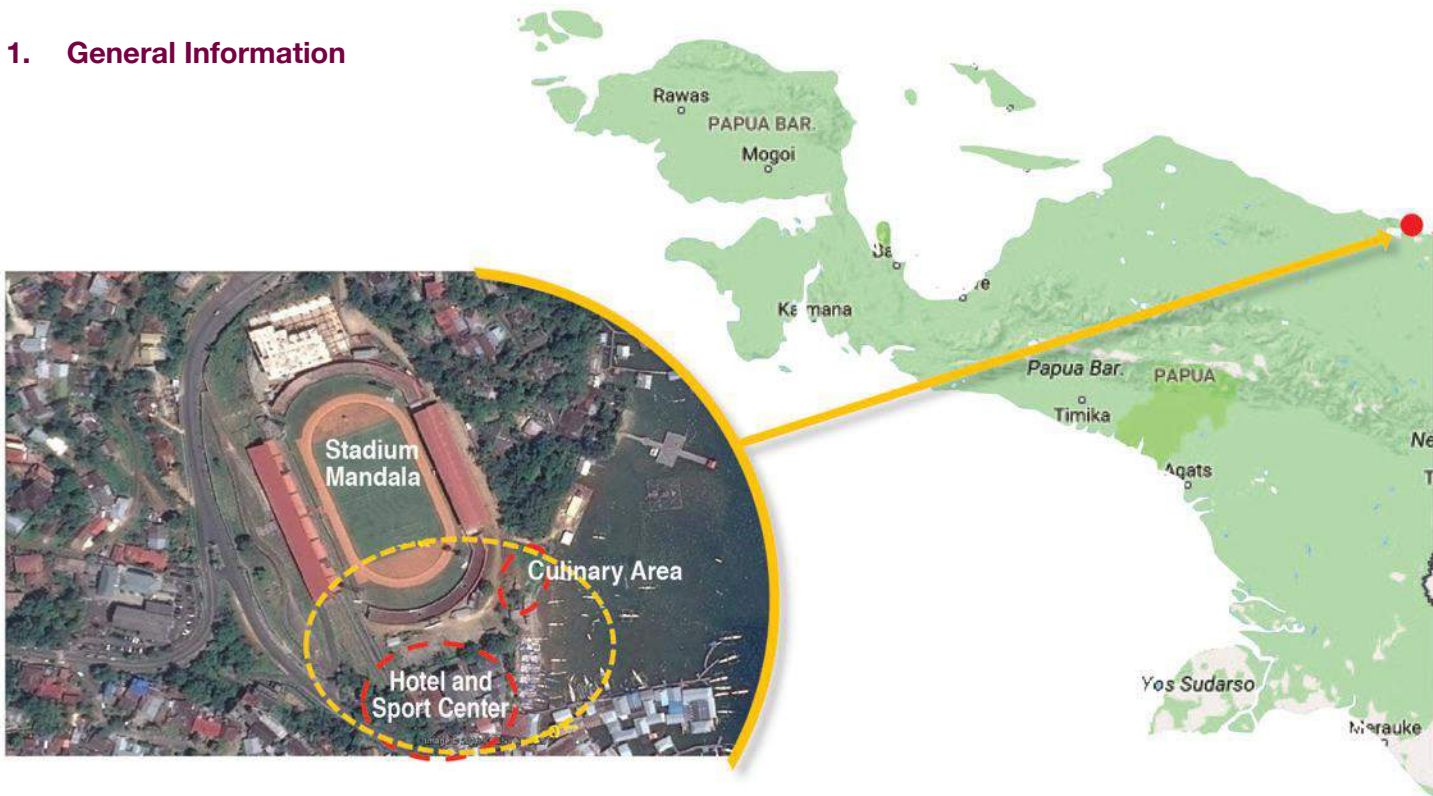 1. General Information
Rawas
PAPUA BAR.
Mogoi
Kaimana
Papua Bar.
PAPUA
Timika
Agats
Yos Sudarso
Merauke
Stadium
Mandala
Culinary Area
Hotel and
Sport Center